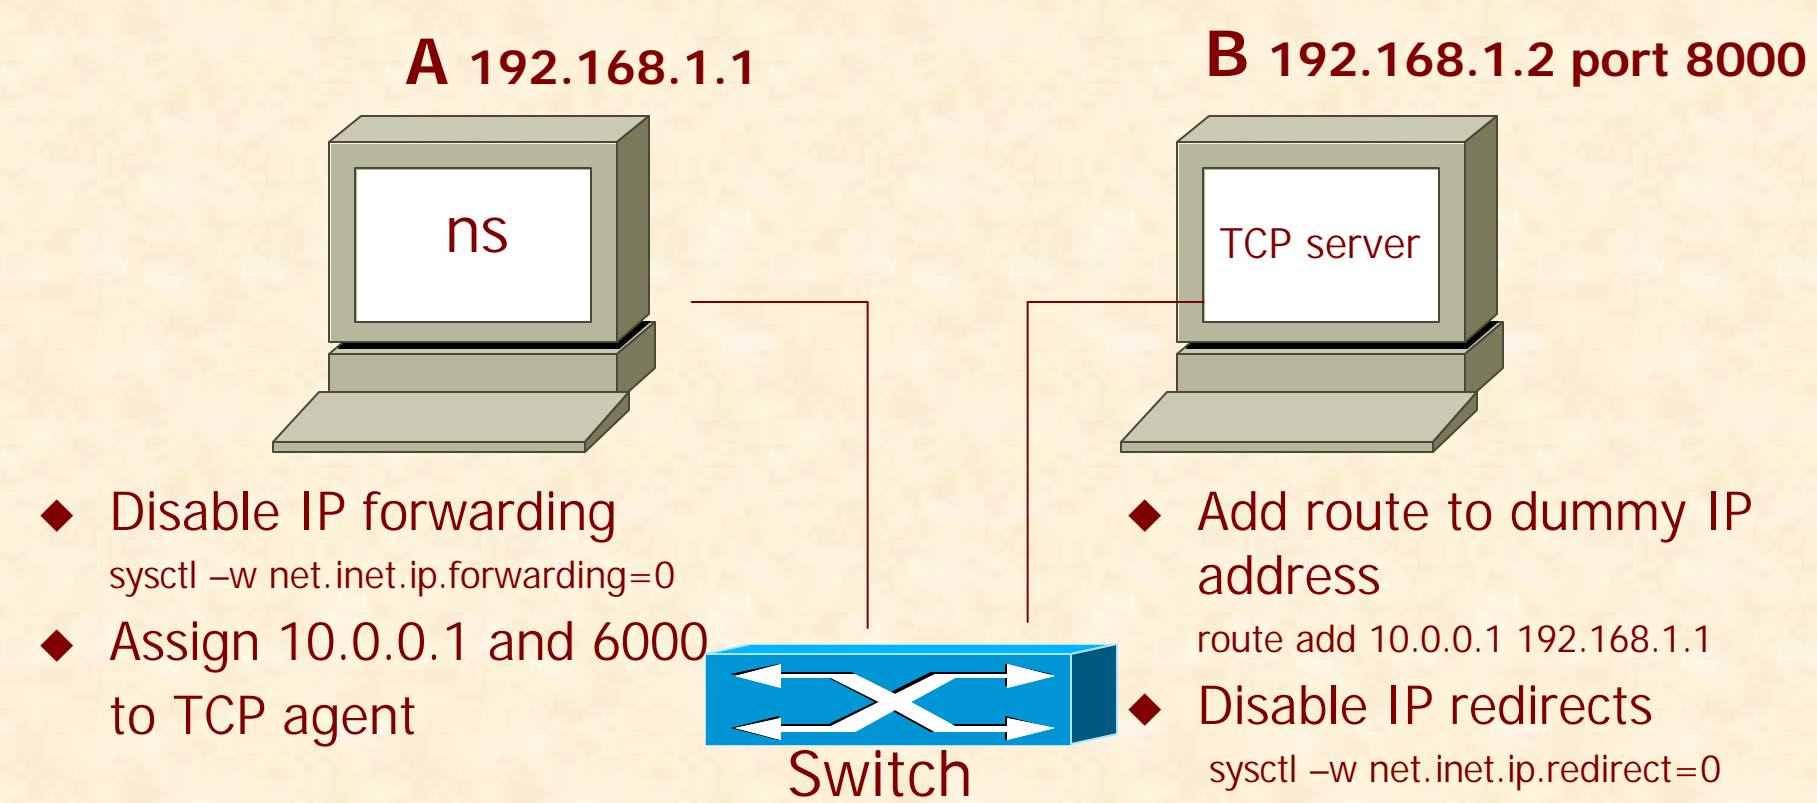 A 192.168.1.1
B 192.168.1.2 port 8000
ns
TCP server
◆ Disable IP forwarding
sysctl –w net.inet.ip.forwarding=0
◆ Assign 10.0.0.1 and 6000
to TCP agent
◆ Add route to dummy IP
address
route add 10.0.0.1 192.168.1.1
◆ Disable IP redirects
sysctl –w net.inet.ip.redirect=0
Switch